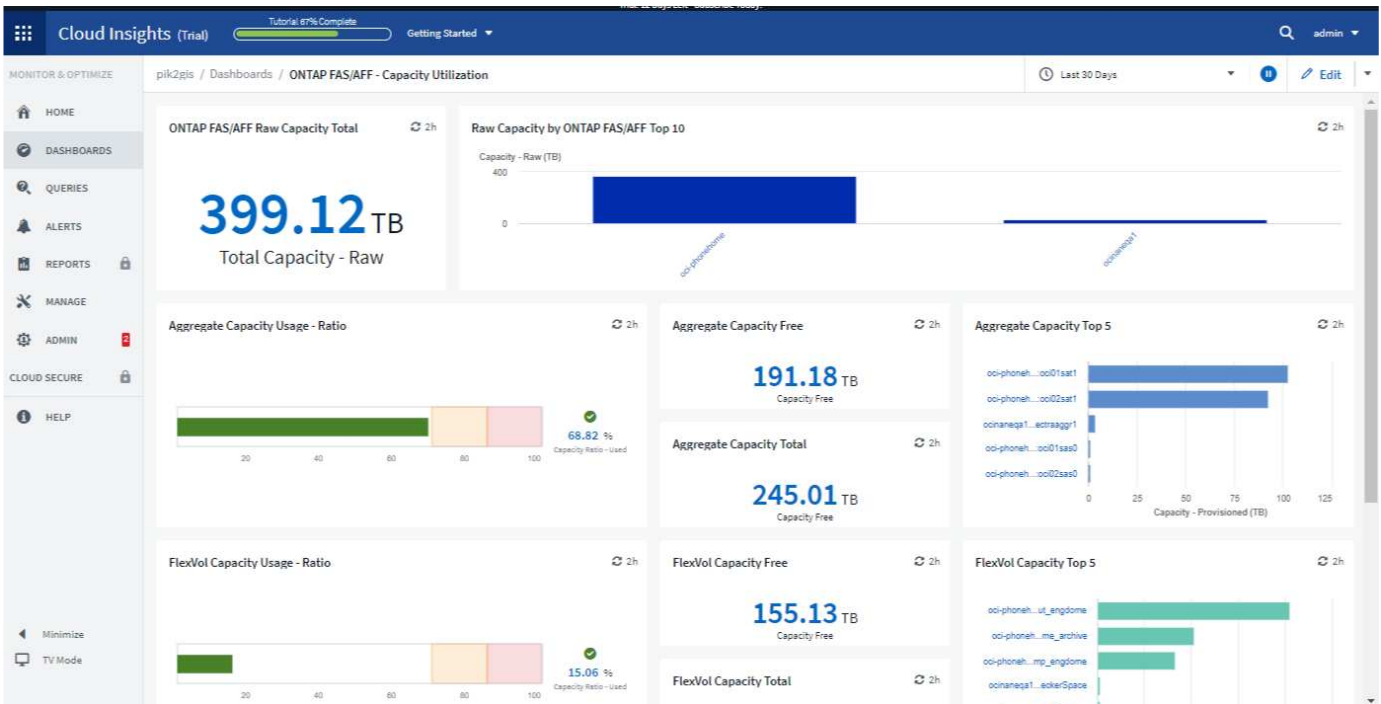 Tutorial 87% Complete
Cloud Insights (Trial)
Getting Started
admin
MONITOR & OPTIMIZE
pik2gis / Dashboards / ONTAP FAS/AFF - Capacity Utilization
Last 30 Days
Edit
HOME
DASHBOARDS
QUERIES
ALERTS
REPORTS
MANAGE
ADMIN
2
CLOUD SECURE
HELP
Minimize
TV Mode
ONTAP FAS/AFF Raw Capacity Total
2h
399.12 TB
Total Capacity - Raw
Raw Capacity by ONTAP FAS/AFF Top 10
2h
Capacity - Raw (TB)
400
0
oci-phonehome
ocinaneqa1
Aggregate Capacity Usage - Ratio
2h
68.82 %
Capacity Ratio - Used
20 40 60 80 100
Aggregate Capacity Free
2h
191.18 TB
Capacity Free
Aggregate Capacity Total
2h
245.01 TB
Capacity Free
Aggregate Capacity Top 5
2h
oci-phoneh...:oci01sat1
oci-phoneh...:oci02sat1
ocinaneqa1...ectraaggr1
oci-phoneh...:oci01sas0
oci-phoneh...:oci02sas0
0 25 50 75 100 125
Capacity - Provisioned (TB)
FlexVol Capacity Usage - Ratio
2h
15.06 %
Capacity Ratio - Used
20 40 60 80 100
FlexVol Capacity Free
2h
155.13 TB
Capacity Free
FlexVol Capacity Total
2h
FlexVol Capacity Top 5
2h
oci-phoneh...ut_engdome
oci-phoneh...me_archive
oci-phoneh...mp_engdome
ocinaneqa1...eckerSpace